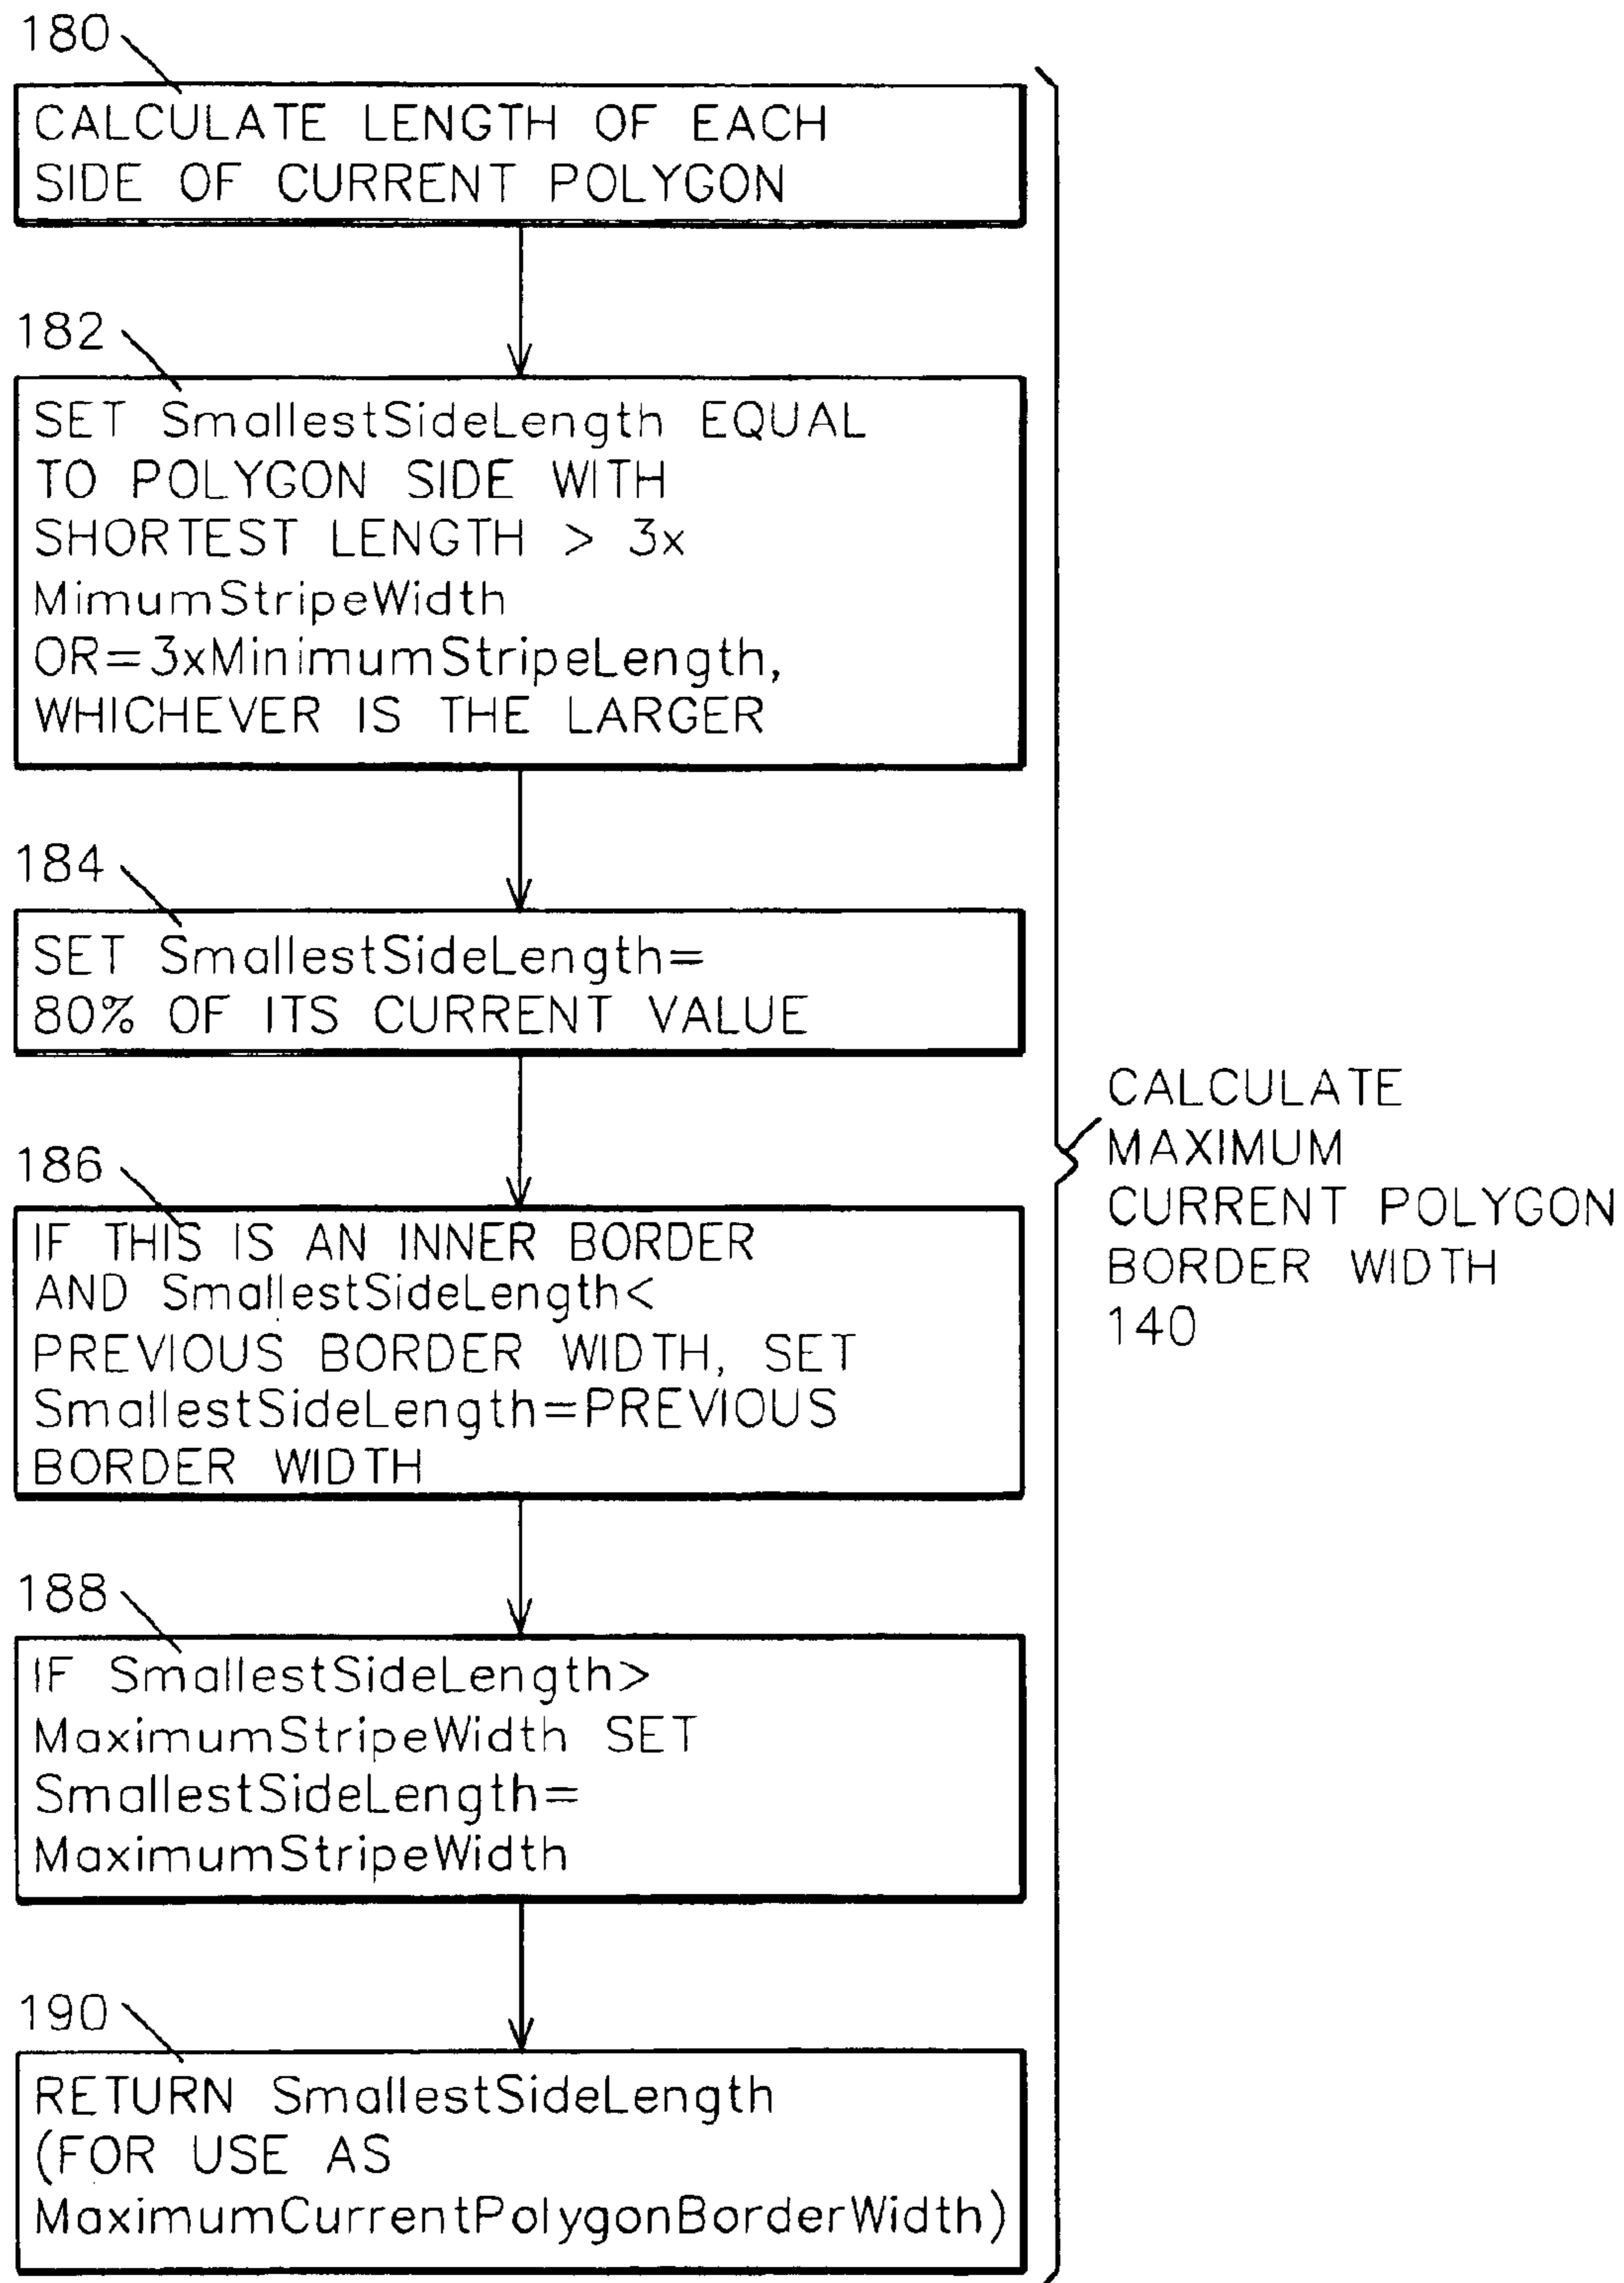 180
CALCULATE LENGTH OF EACH
SIDE OF CURRENT POLYGON
182
SET SmallestSideLength EQUAL
TO POLYGON SIDE WITH
SHORTEST LENGTH > 3x
MimumStripeWidth
OR=3xMinimumStripeLength,
WHICHEVER IS THE LARGER
184
SET SmallestSideLength=
80% OF ITS CURRENT VALUE
186
IF THIS IS AN INNER BORDER
AND SmallestSideLength<
PREVIOUS BORDER WIDTH, SET
SmallestSideLength=PREVIOUS
BORDER WIDTH
188
IF SmallestSideLength>
MaximumStripeWidth SET
SmallestSideLength=
MaximumStripeWidth
190
RETURN SmallestSideLength
(FOR USE AS
MaximumCurrentPolygonBorderWidth)
CALCULATE
MAXIMUM
CURRENT POLYGON
BORDER WIDTH
140